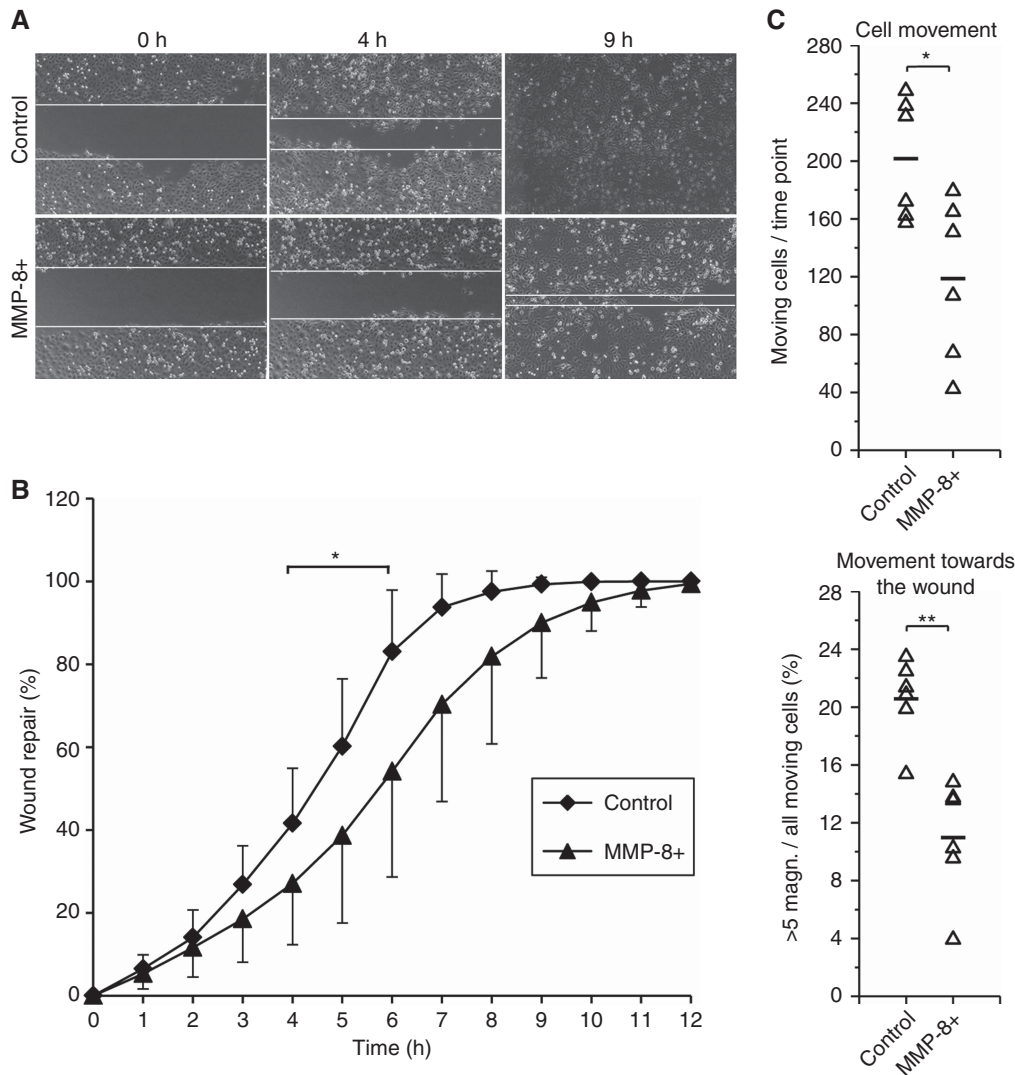 A
0 h 4 h 9 h
Control
MMP-8+
B
120
100
80
60
40
20
0
Wound repair (%)
*
Control
MMP-8+
0 1 2 3 4 5 6 7 8 9 10 11 12
Time (h)
C
Cell movement
280
240
200
160
120
80
40
0
Moving cells / time point
*
Control
MMP-8+
Movement towards
the wound
28
24
20
16
12
8
4
0
>5 magn. / all moving cells (%)
**
Control
MMP-8+